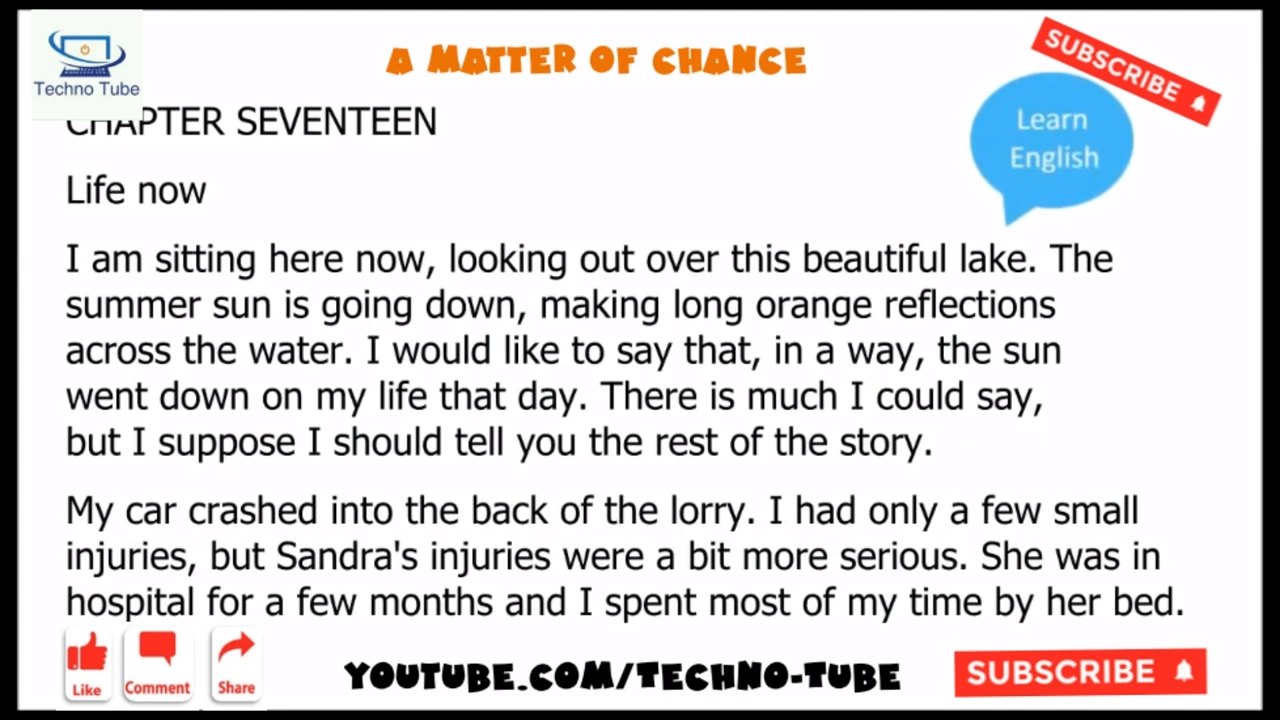 Techno Tube
A MATTER OF CHANCE
SUBSCRIBE
CHAPTER SEVENTEEN
Learn
English
Life now
I am sitting here now, looking out over this beautiful lake. The
summer sun is going down, making long orange reflections
across the water. I would like to say that, in a way, the sun
went down on my life that day. There is much I could say,
but I suppose I should tell you the rest of the story.
My car crashed into the back of the lorry. I had only a few small
injuries, but Sandra's injuries were a bit more serious. She was in
hospital for a few months and I spent most of my time by her bed.
Like
Comment
Share
YOUTUBE.COM/TECHNO-TUBE
SUBSCRIBE